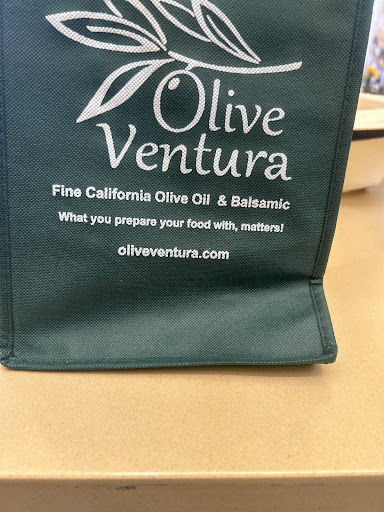 Olive
Ventura
Fine California Olive Oil & Balsamic
What you prepare your food with, matters!
oliveventura.com